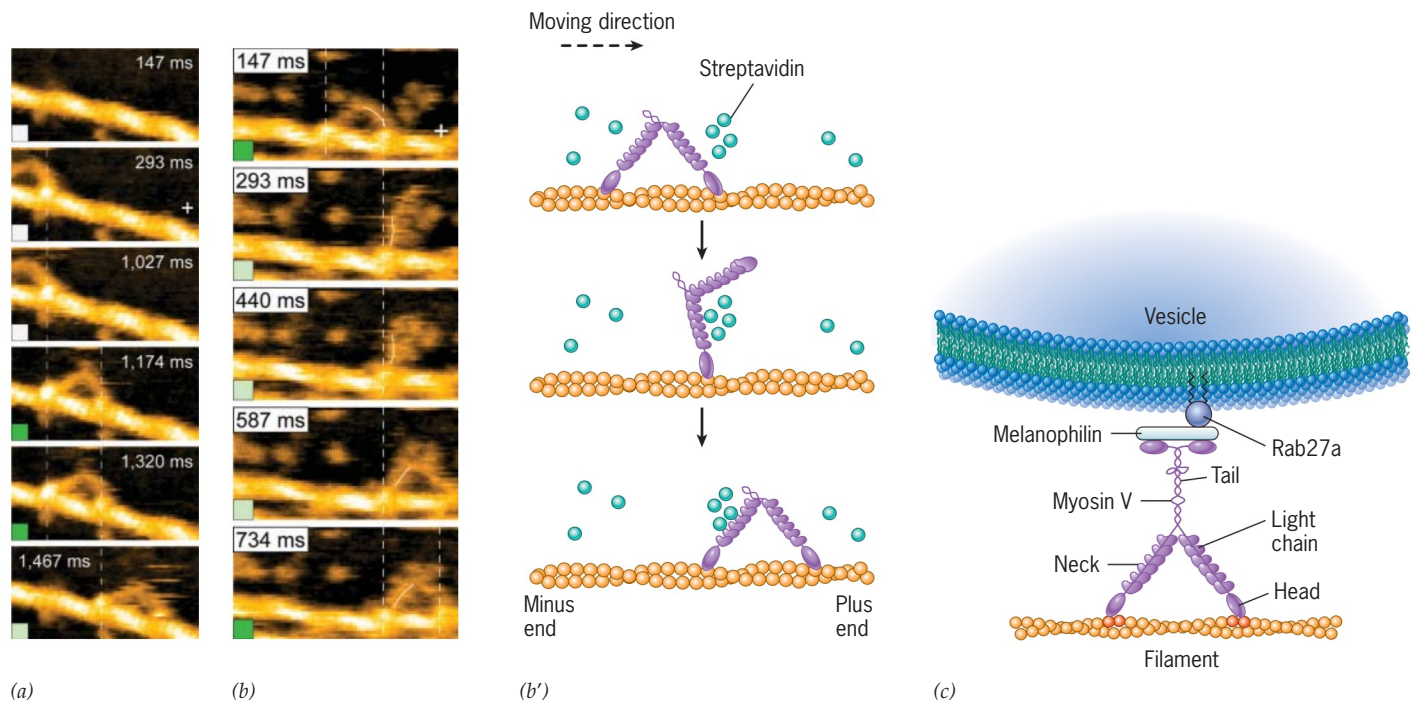 147 ms
293 ms
+
1,027 ms
1,174 ms
1,320 ms
1,467 ms
(a)
147 ms
+
293 ms
440 ms
587 ms
734 ms
(b)
Moving direction
Streptavidin
Minus
end
Plus
end
(b′)
Vesicle
Melanophilin
Rab27a
Tail
Myosin V
Light
chain
Neck
Head
Filament
(c)